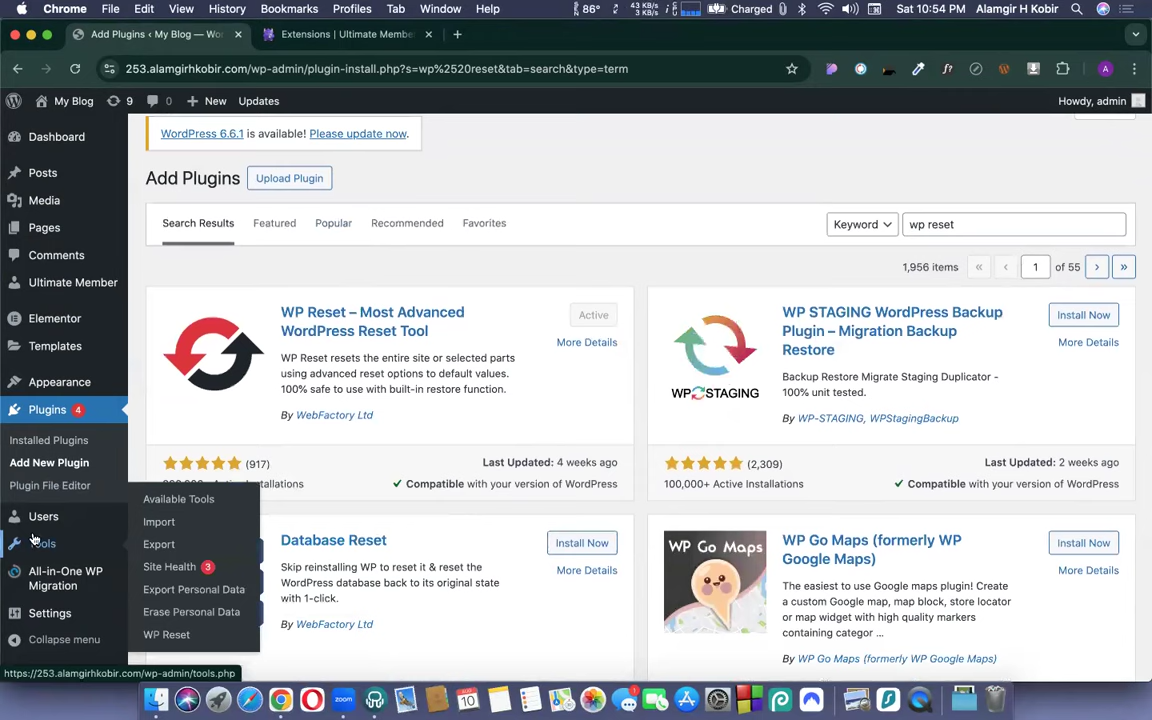 Chrome File Edit View History Bookmarks Profiles Tab Window Help 86° 43 KB 3 KB Charged Sat 10:54 PM Alamgir H Kobir
Add Plugins ‹ My Blog — Wo Extensions | Ultimate Membe
253.alamgirhkobir.com/wp-admin/plugin-install.php?s=wp%2520reset&tab=search&type=term
My Blog 9 0 New Updates Howdy, admin
WordPress 6.6.1 is available! Please update now.
Add Plugins Upload Plugin
Search Results Featured Popular Recommended Favorites Keyword wp reset
1,956 items « ‹ 1 of 55 › »
Dashboard
Posts
Media
Pages
Comments
Ultimate Member
Elementor
Templates
Appearance
Plugins 4
Installed Plugins
Add New Plugin
Plugin File Editor
Users
Tools
All-in-One WP
Migration
Settings
Collapse menu
Available Tools
Import
Export
Site Health 3
Export Personal Data
Erase Personal Data
WP Reset
WP Reset – Most Advanced
WordPress Reset Tool
Active
More Details
WP Reset resets the entire site or selected parts
using advanced reset options to default values.
100% safe to use with built-in restore function.
By WebFactory Ltd
(917) Last Updated: 4 weeks ago
Installations Compatible with your version of WordPress
WP STAGING
WP STAGING WordPress Backup
Plugin – Migration Backup
Restore
Install Now
More Details
Backup Restore Migrate Staging Duplicator –
100% unit tested.
By WP-STAGING, WPStagingBackup
(2,309) Last Updated: 2 weeks ago
100,000+ Active Installations Compatible with your version of WordPress
Database Reset
Install Now
More Details
Skip reinstalling WP to reset it & reset the
WordPress database back to its original state
with 1-click.
By WebFactory Ltd
WP Go Maps
WP Go Maps (formerly WP
Google Maps)
Install Now
More Details
The easiest to use Google maps plugin! Create
a custom Google map, map block, store locator
or map widget with high quality markers
containing categor ...
By WP Go Maps (formerly WP Google Maps)
https://253.alamgirhkobir.com/wp-admin/tools.php
zoom